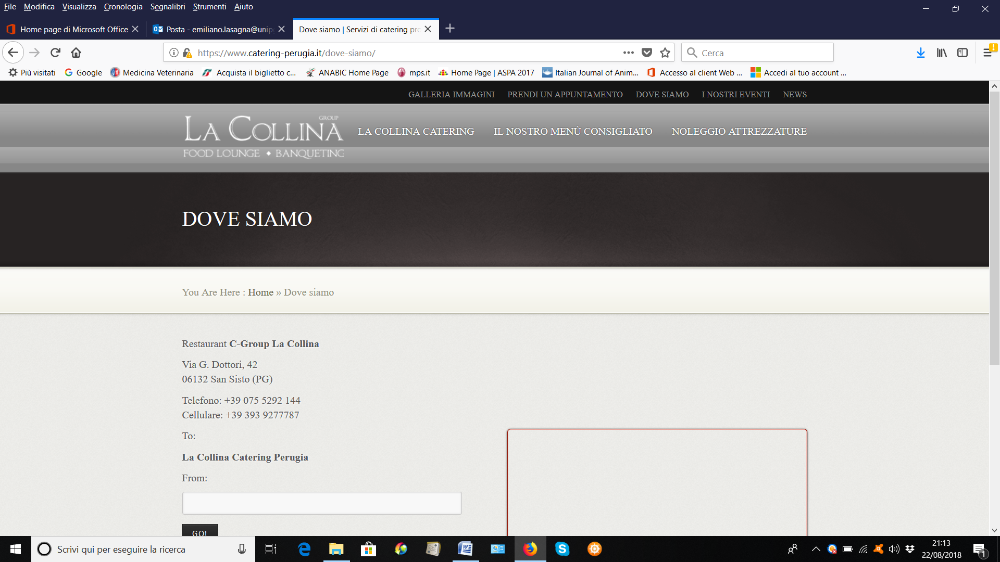 File Modifica Visualizza Cronologia Segnalibri Strumenti Aiuto
Home page di Microsoft Office
Posta - emiliano.lasagna@unip
Dove siamo | Servizi di catering pro
https://www.catering-perugia.it/dove-siamo/
Cerca
Più visitati Google Medicina Veterinaria Acquista il biglietto c... ANABIC Home Page mps.it Home Page | ASPA 2017 Italian Journal of Anim... Accesso al client Web ... Accedi al tuo account ...
GALLERIA IMMAGINI PRENDI UN APPUNTAMENTO DOVE SIAMO I NOSTRI EVENTI NEWS
GROUP
LA COLLINA
FOOD LOUNGE • BANQUETING
LA COLLINA CATERING IL NOSTRO MENÙ CONSIGLIATO NOLEGGIO ATTREZZATURE
DOVE SIAMO
You Are Here : Home » Dove siamo
Restaurant C-Group La Collina
Via G. Dottori, 42
06132 San Sisto (PG)
Telefono: +39 075 5292 144
Cellulare: +39 393 9277787
To:
La Collina Catering Perugia
From:
GO!
Scrivi qui per eseguire la ricerca
21:13
22/08/2018
1